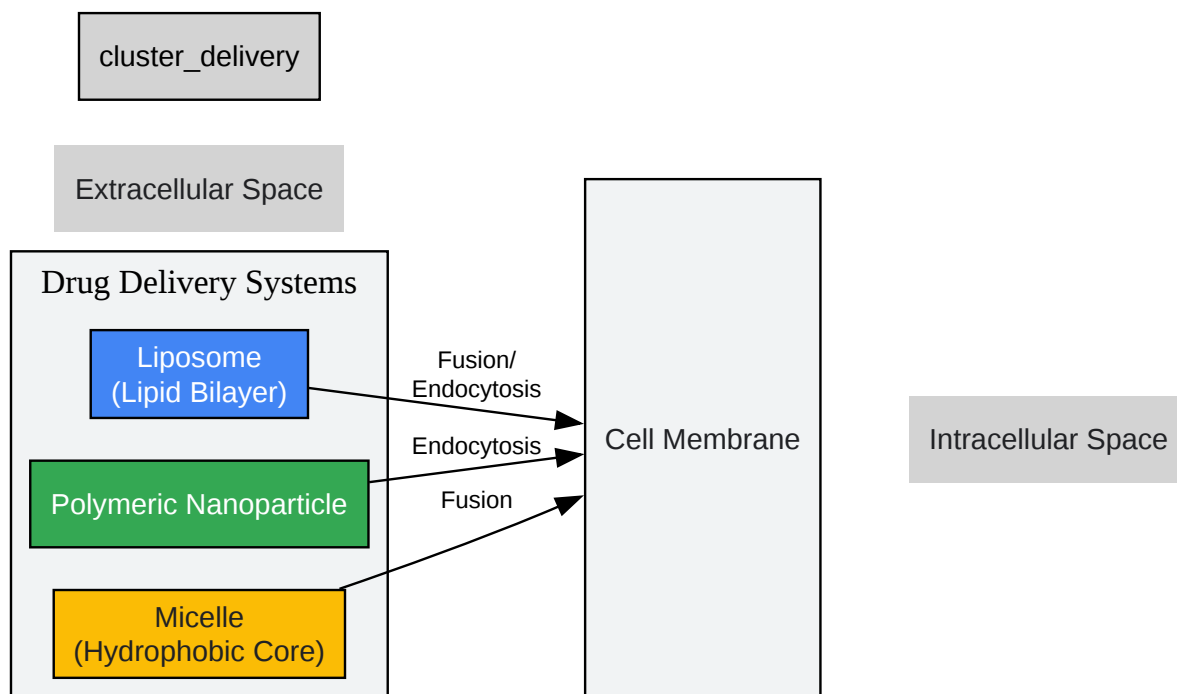 cluster_delivery
Extracellular Space
Drug Delivery Systems
Liposome
(Lipid Bilayer)
Polymeric Nanoparticle
Micelle
(Hydrophobic Core)
Fusion/
Endocytosis
Endocytosis
Fusion
Cell Membrane
Intracellular Space